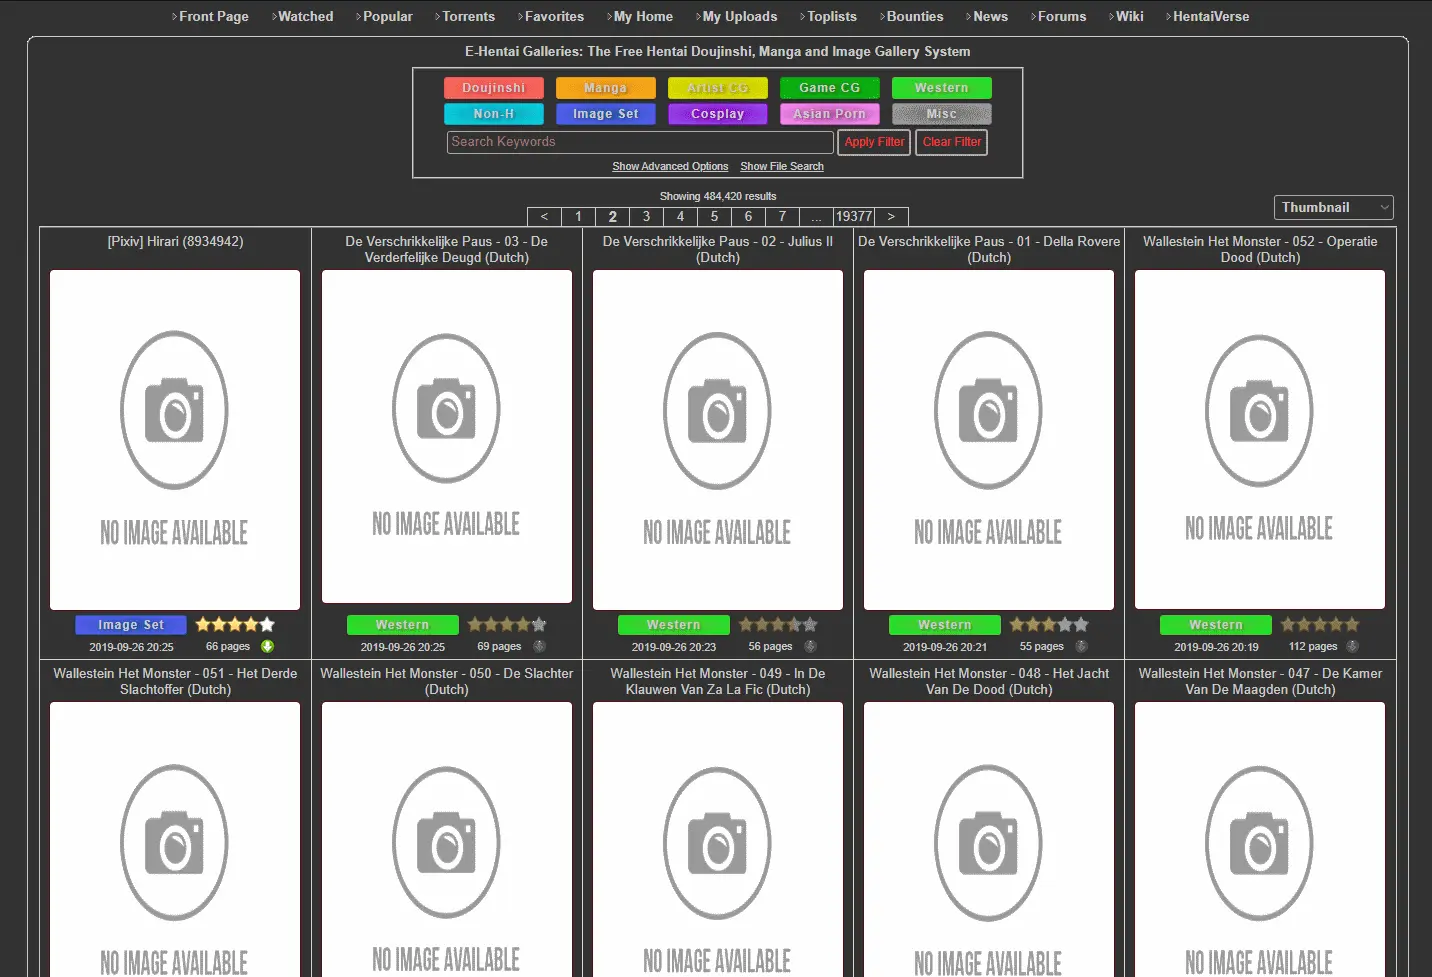 Front Page Watched Popular Torrents Favorites My Home My Uploads Toplists Bounties News Forums Wiki HentaiVerse
E-Hentai Galleries: The Free Hentai Doujinshi, Manga and Image Gallery System
Doujinshi Manga Artist CG Game CG Western
Non-H Image Set Cosplay Asian Porn Misc
Search Keywords Apply Filter Clear Filter
Show Advanced Options Show File Search
Showing 484,420 results
Thumbnail
< 1 2 3 4 5 6 7 ... 19377 >
[Pixiv] Hirari (8934942)
De Verschrikkelijke Paus - 03 - De
Verderfelijke Deugd (Dutch)
De Verschrikkelijke Paus - 02 - Julius II
(Dutch)
De Verschrikkelijke Paus - 01 - Della Rovere
(Dutch)
Wallestein Het Monster - 052 - Operatie
Dood (Dutch)
NO IMAGE AVAILABLE
NO IMAGE AVAILABLE
NO IMAGE AVAILABLE
NO IMAGE AVAILABLE
NO IMAGE AVAILABLE
Image Set
2019-09-26 20:25 66 pages
Western
2019-09-26 20:25 69 pages
Western
2019-09-26 20:23 56 pages
Western
2019-09-26 20:21 55 pages
Western
2019-09-26 20:19 112 pages
Wallestein Het Monster - 051 - Het Derde
Slachtoffer (Dutch)
Wallestein Het Monster - 050 - De Slachter
(Dutch)
Wallestein Het Monster - 049 - In De
Klauwen Van Za La Fic (Dutch)
Wallestein Het Monster - 048 - Het Jacht
Van De Dood (Dutch)
Wallestein Het Monster - 047 - De Kamer
Van De Maagden (Dutch)
NO IMAGE AVAILABLE
NO IMAGE AVAILABLE
NO IMAGE AVAILABLE
NO IMAGE AVAILABLE
NO IMAGE AVAILABLE